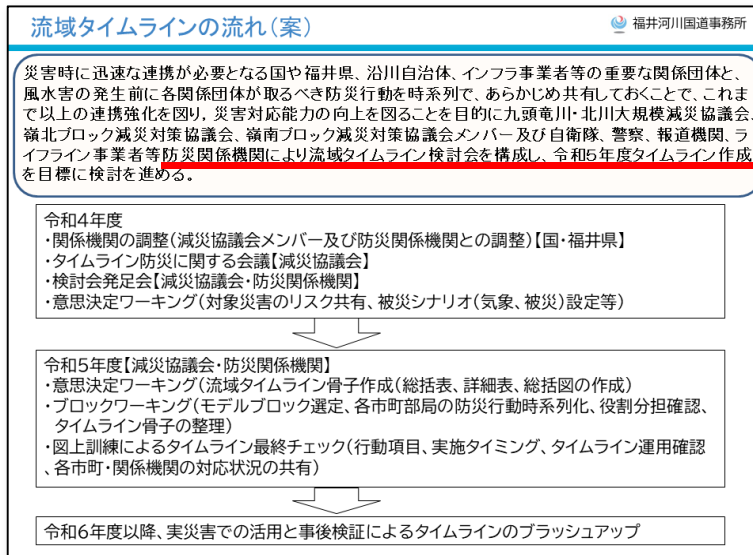 流域タイムラインの流れ(案)
福井河川国道事務所
災害時に迅速な連携が必要となる国や福井県、沿川自治体、インフラ事業者等の重要な関係団体と、
風水害の発生前に各関係団体が取るべき防災行動を時系列で、あらかじめ共有しておくことで、これま
で以上の連携強化を図り、災害対応能力の向上を図ることを目的に九頭竜川・北川大規模減災協議会、
嶺北ブロック減災対策協議会、嶺南ブロック減災対策協議会メンバー及び自衛隊、警察、報道機関、ラ
イフライン事業者等防災関係機関により流域タイムライン検討会を構成し、令和5年度タイムライン作成
を目標に検討を進める。
令和4年度
・関係機関の調整(減災協議会メンバー及び防災関係機関との調整)【国・福井県】
・タイムライン防災に関する会議【減災協議会】
・検討会発足会【減災協議会・防災関係機関】
・意思決定ワーキング(対象災害のリスク共有、被災シナリオ(気象、被災)設定等)
令和5年度【減災協議会・防災関係機関】
・意思決定ワーキング(流域タイムライン骨子作成(総括表、詳細表、総括図の作成)
・ブロックワーキング(モデルブロック選定、各市町部局の防災行動時系列化、役割分担確認、
タイムライン骨子の整理)
・図上訓練によるタイムライン最終チェック(行動項目、実施タイミング、タイムライン運用確認
、各市町・関係機関の対応状況の共有)
令和6年度以降、実災害での活用と事後検証によるタイムラインのブラッシュアップ